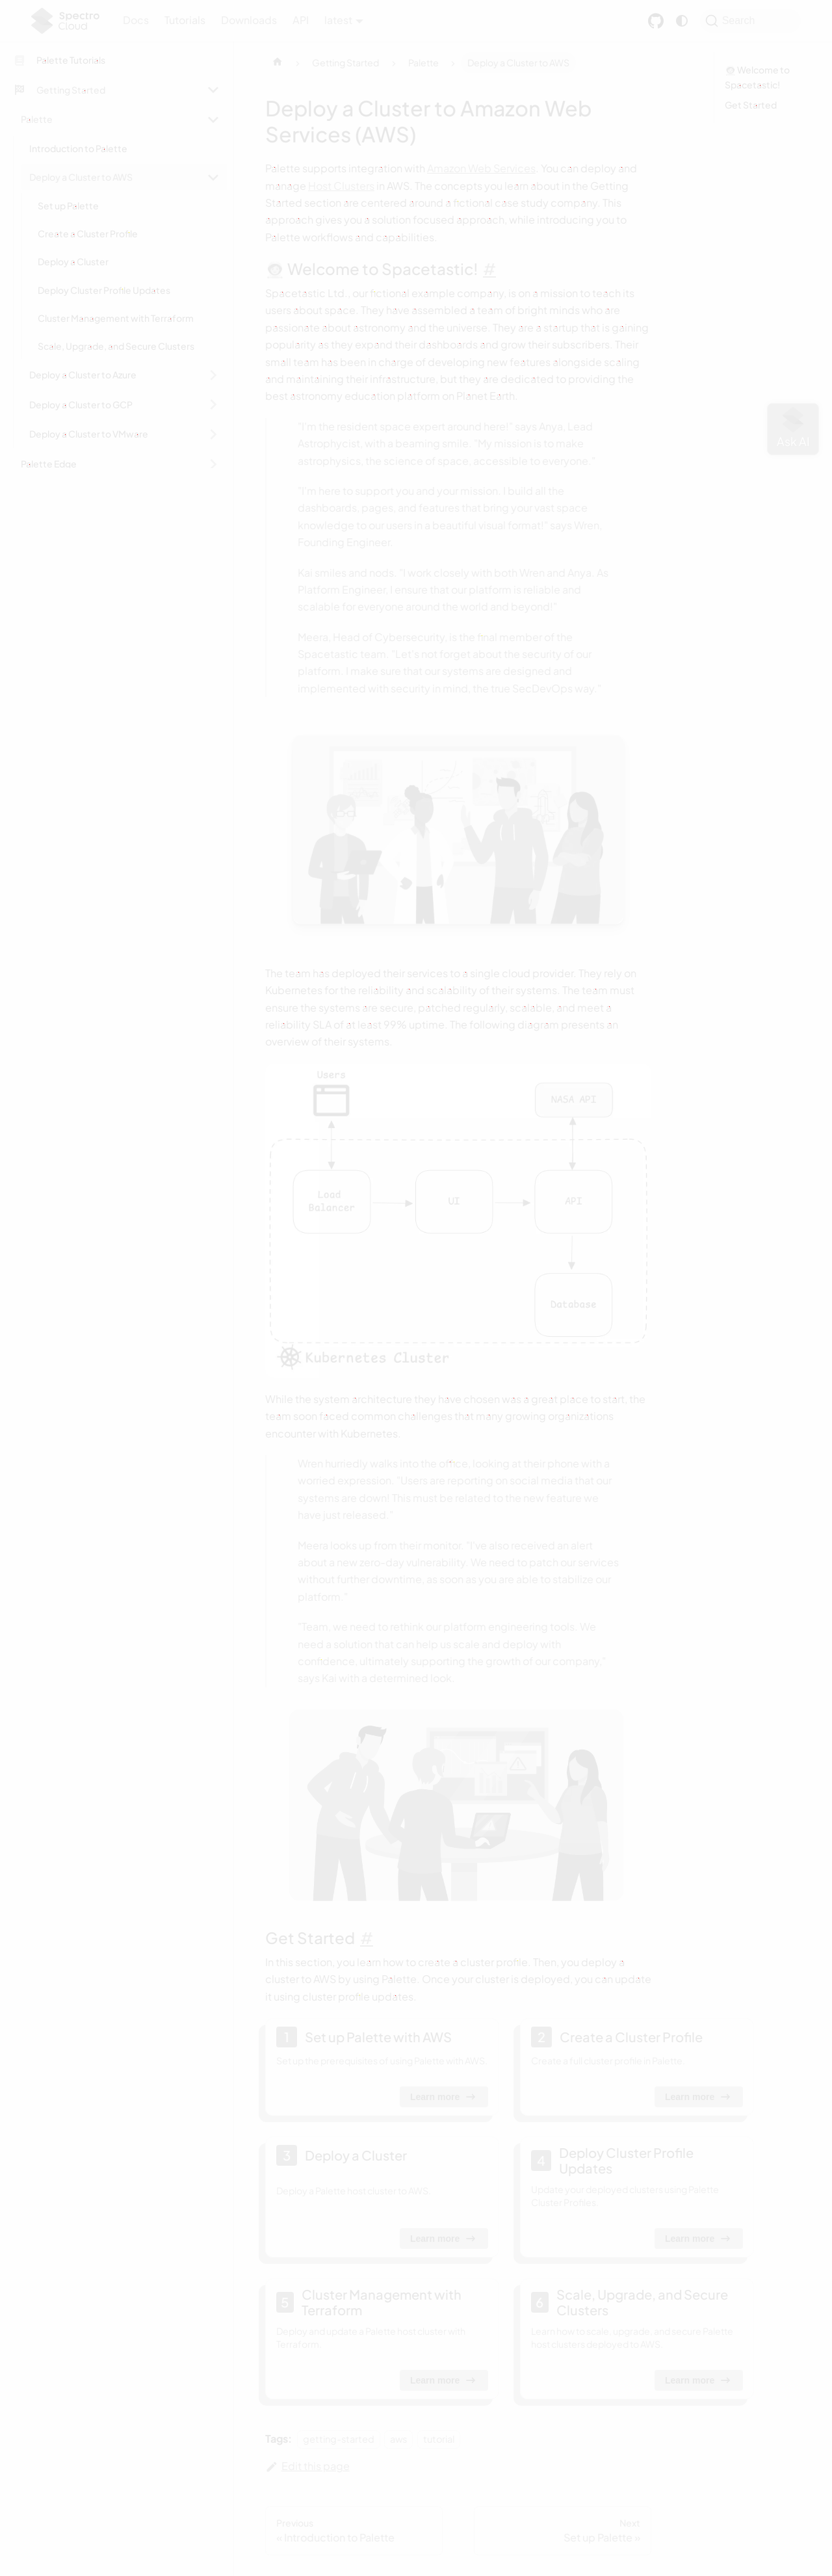 Spectro Cloud
Docs
Tutorials
Downloads
API
latest
Search
Palette Tutorials
Getting Started
Palette
Introduction to Palette
Deploy a Cluster to AWS
Set up Palette
Create a Cluster Profile
Deploy a Cluster
Deploy Cluster Profile Updates
Cluster Management with Terraform
Scale, Upgrade, and Secure Clusters
Deploy a Cluster to Azure
Deploy a Cluster to GCP
Deploy a Cluster to VMware
Palette Edge
Getting Started
Palette
Deploy a Cluster to AWS
Deploy a Cluster to Amazon Web
Services (AWS)
Palette supports integration with Amazon Web Services. You can deploy and
manage Host Clusters in AWS. The concepts you learn about in the Getting
Started section are centered around a fictional case study company. This
approach gives you a solution focused approach, while introducing you to
Palette workflows and capabilities.
Welcome to Spacetastic! #
Spacetastic Ltd., our fictional example company, is on a mission to teach its
users about space. They have assembled a team of bright minds who are
passionate about astronomy and the universe. They are a startup that is gaining
popularity as they expand their dashboards and grow their subscribers. Their
small team has been in charge of developing new features alongside scaling
and maintaining their infrastructure, but they are dedicated to providing the
best astronomy education platform on Planet Earth.
"I'm the resident space expert around here!" says Anya, Lead
Astrophycist, with a beaming smile. "My mission is to make
astrophysics, the science of space, accessible to everyone."
"I'm here to support you and your mission. I build all the
dashboards, pages, and features that bring your vast space
knowledge to our users in a beautiful visual format!" says Wren,
Founding Engineer.
Kai smiles and nods. "I work closely with both Wren and Anya. As
Platform Engineer, I ensure that our platform is reliable and
scalable for everyone around the world and beyond!"
Meera, Head of Cybersecurity, is the final member of the
Spacetastic team. "Let's not forget about the security of our
platform. I make sure that our systems are designed and
implemented with security in mind, the true SecDevOps way."
The team has deployed their services to a single cloud provider. They rely on
Kubernetes for the reliability and scalability of their systems. The team must
ensure the systems are secure, patched regularly, scalable, and meet a
reliability SLA of at least 99% uptime. The following diagram presents an
overview of their systems.
Users
NASA API
Load
Balancer
UI
API
Database
Kubernetes Cluster
While the system architecture they have chosen was a great place to start, the
team soon faced common challenges that many growing organizations
encounter with Kubernetes.
Wren hurriedly walks into the office, looking at their phone with a
worried expression. "Users are reporting on social media that our
systems are down! This must be related to the new feature we
have just released."
Meera looks up from their monitor. "I've also received an alert
about a new zero-day vulnerability. We need to patch our services
without further downtime, as soon as you are able to stabilize our
platform."
"Team, we need to rethink our platform engineering tools. We
need a solution that can help us scale and deploy with
confidence, ultimately supporting the growth of our company,"
says Kai with a determined look.
Get Started #
In this section, you learn how to create a cluster profile. Then, you deploy a
cluster to AWS by using Palette. Once your cluster is deployed, you can update
it using cluster profile updates.
1 Set up Palette with AWS
Set up the prerequisites of using Palette with AWS.
Learn more
2 Create a Cluster Profile
Create a full cluster profile in Palette.
Learn more
3 Deploy a Cluster
Deploy a Palette host cluster to AWS.
Learn more
4 Deploy Cluster Profile
Updates
Update your deployed clusters using Palette
Cluster Profiles.
Learn more
5 Cluster Management with
Terraform
Deploy and update a Palette host cluster with
Terraform.
Learn more
6 Scale, Upgrade, and Secure
Clusters
Learn how to scale, upgrade, and secure Palette
host clusters deployed to AWS.
Learn more
Tags:
getting-started
aws
tutorial
Edit this page
Previous
« Introduction to Palette
Next
Set up Palette »
Welcome to
Spacetastic!
Get Started
Ask AI